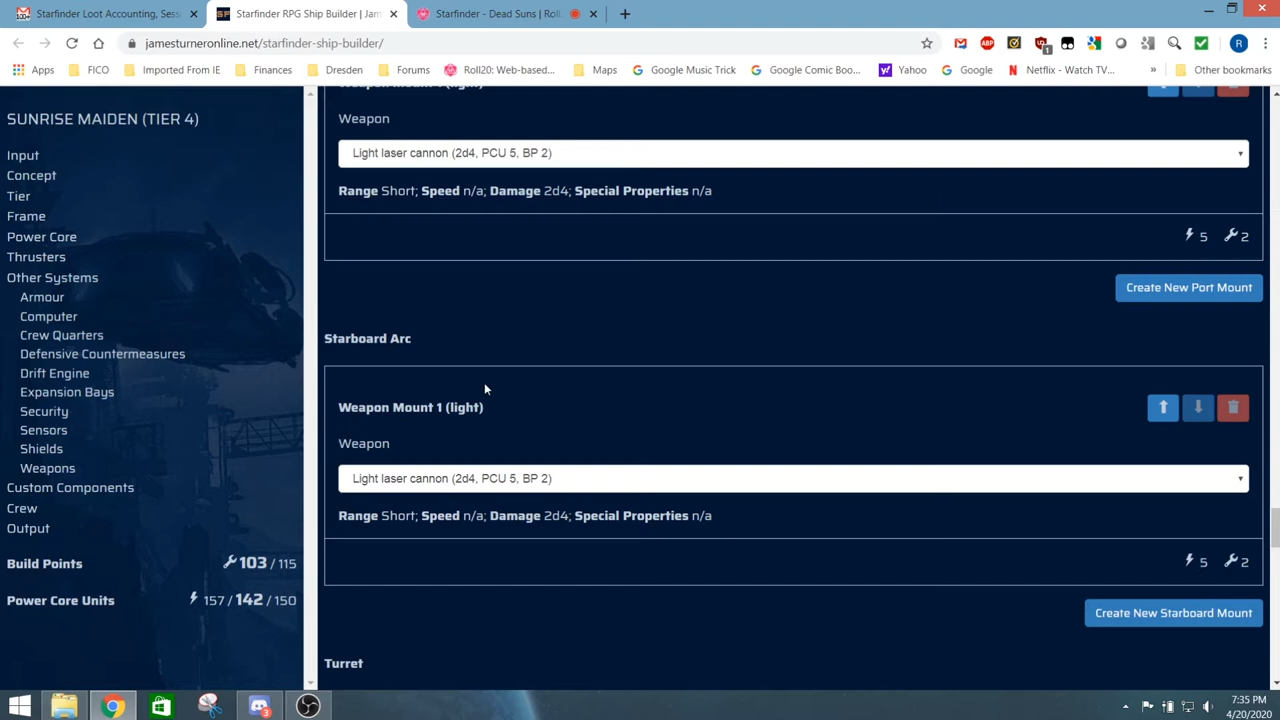 Starfinder Loot Accounting, Sess
Starfinder RPG Ship Builder | Jam
Starfinder - Dead Suns | Roll
jamesturneronline.net/starfinder-ship-builder/
Apps
FICO
Imported From IE
Finances
Dresden
Forums
Roll20: Web-based...
Maps
Google Music Trick
Google Comic Boo...
Yahoo
Google
Netflix - Watch TV...
»
Other bookmarks
SUNRISE MAIDEN (TIER 4)
Input
Concept
Tier
Frame
Power Core
Thrusters
Other Systems
Armour
Computer
Crew Quarters
Defensive Countermeasures
Drift Engine
Expansion Bays
Security
Sensors
Shields
Weapons
Custom Components
Crew
Output
Build Points 103 / 115
Power Core Units 157 / 142 / 150
Weapon
Light laser cannon (2d4, PCU 5, BP 2)
Range Short; Speed n/a; Damage 2d4; Special Properties n/a
5 2
Create New Port Mount
Starboard Arc
Weapon Mount 1 (light)
Weapon
Light laser cannon (2d4, PCU 5, BP 2)
Range Short; Speed n/a; Damage 2d4; Special Properties n/a
5 2
Create New Starboard Mount
Turret
7:35 PM
4/20/2020